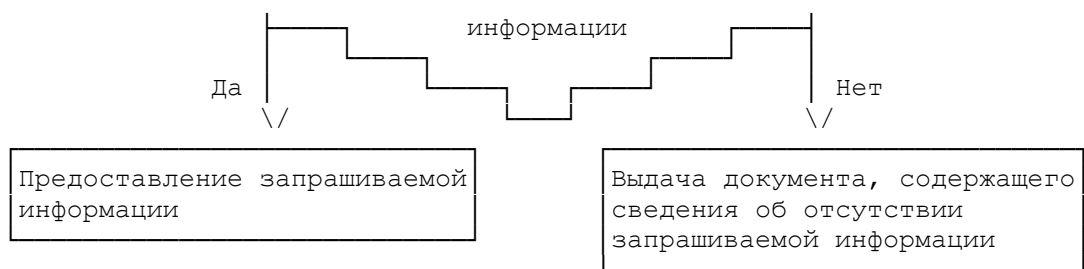 информации
Да
Нет
Предоставление запрашиваемой
информации
Выдача документа, содержащего
сведения об отсутствии
запрашиваемой информации